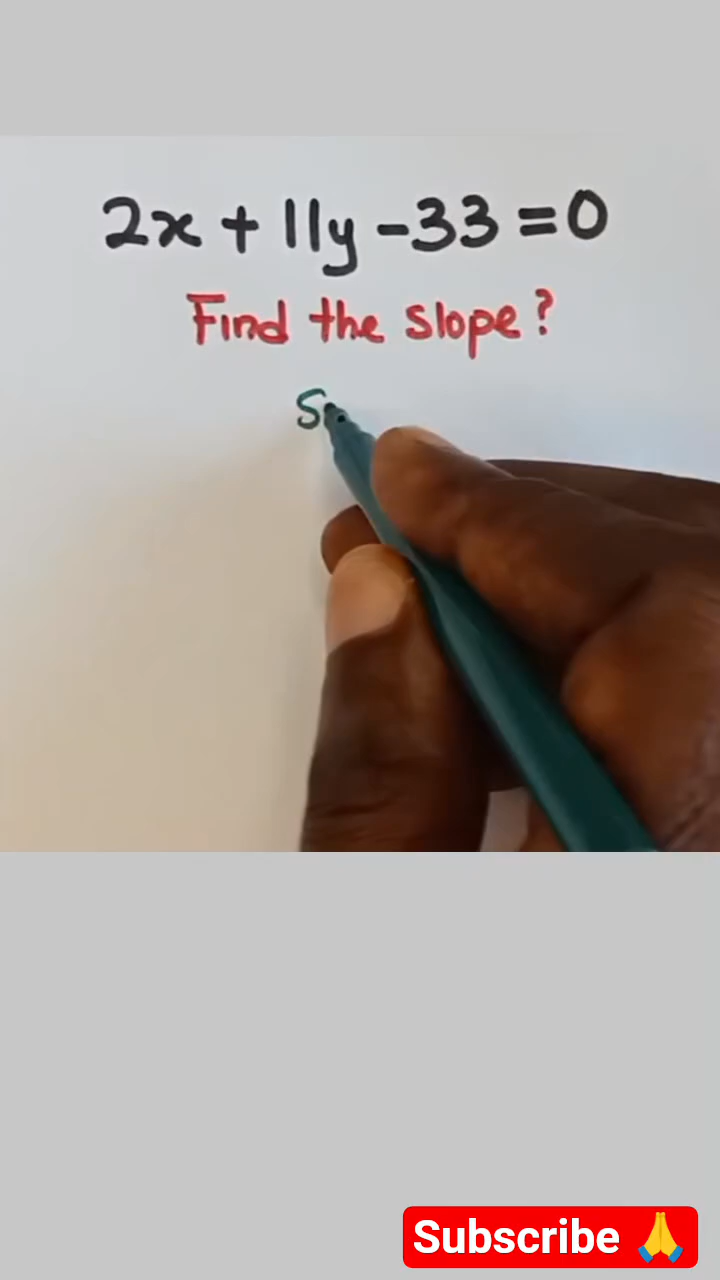 2x + 11y - 33 = 0
Find the slope?
S
Subscribe 🙏